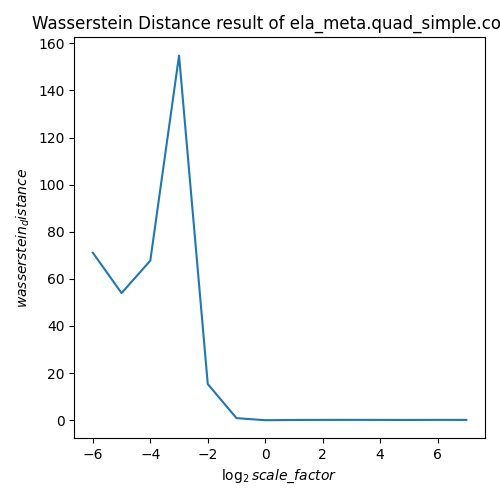 Wasserstein Distance result of ela_meta.quad_simple.co
160
140
120
100
80
60
40
20
0
wasserstein_distance
−6 −4 −2 0 2 4 6
log₂ scale_factor